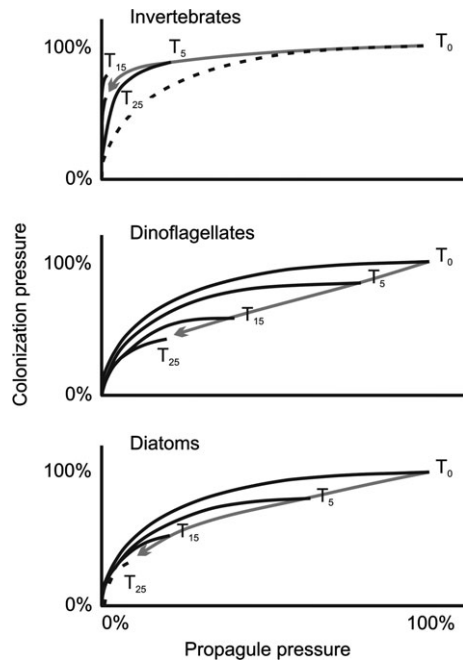 Invertebrates
100%
T15
T5
T0
T25
0%
Dinoflagellates
100%
T0
T5
T15
T25
0%
Colonization pressure
Diatoms
100%
T0
T5
T15
T25
0%
0%
100%
Propagule pressure